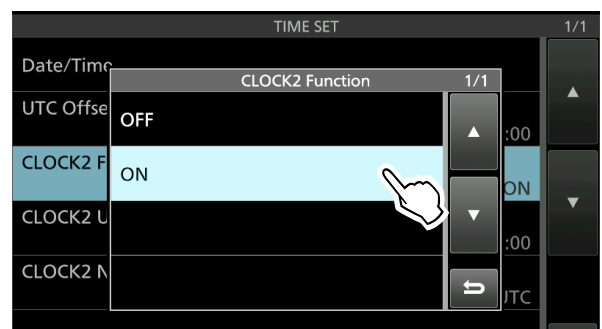 TIME SET 1/1
Date/Time
CLOCK2 Function 1/1
UTC Offse
OFF
:00
CLOCK2 F
ON
ON
CLOCK2 U
:00
CLOCK2 N
UTC